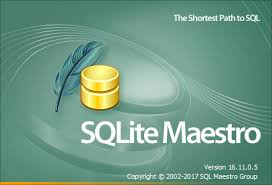 The Shortest Path to SQL
SQLite Maestro
Version 16.11.0.5
Copyright © 2002-2017 SQL Maestro Group